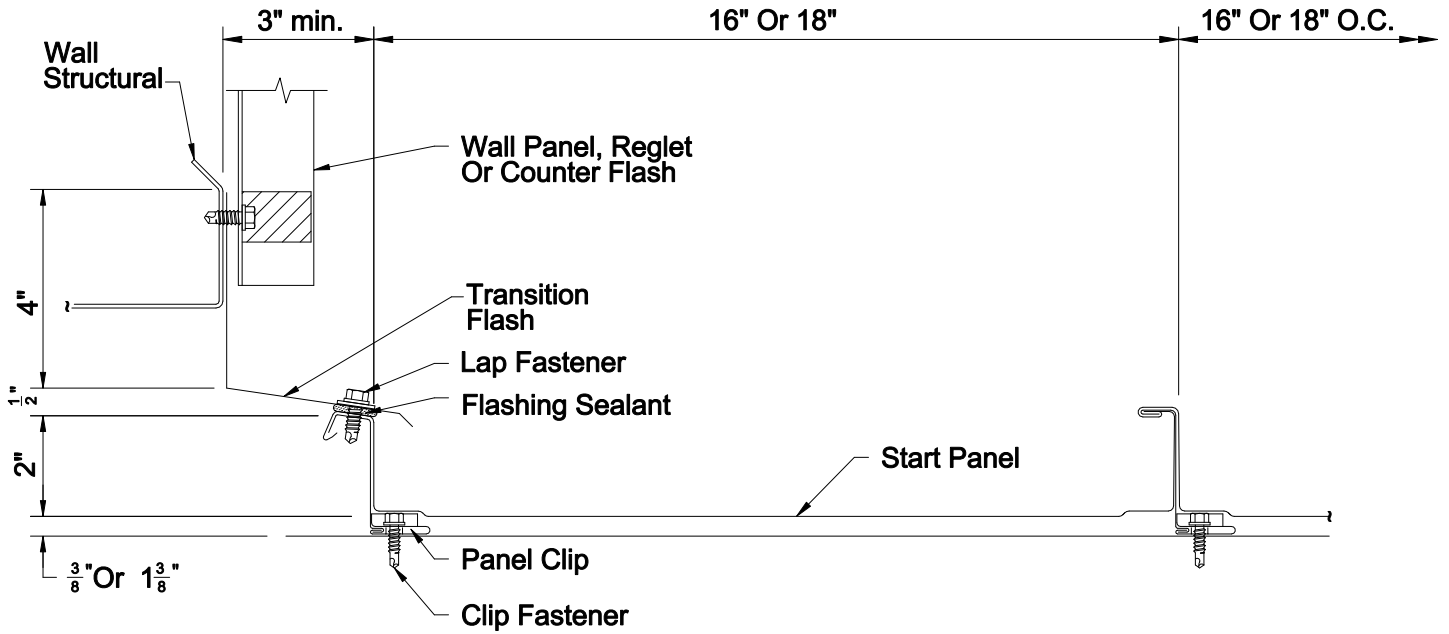 3" min.
16" Or 18"
16" Or 18" O.C.
Wall
Structural
Wall Panel, Reglet
Or Counter Flash
4"
Transition
Flash
Lap Fastener
1/2"
Flashing Sealant
2"
Start Panel
Panel Clip
3/8"Or 1 3/8"
Clip Fastener